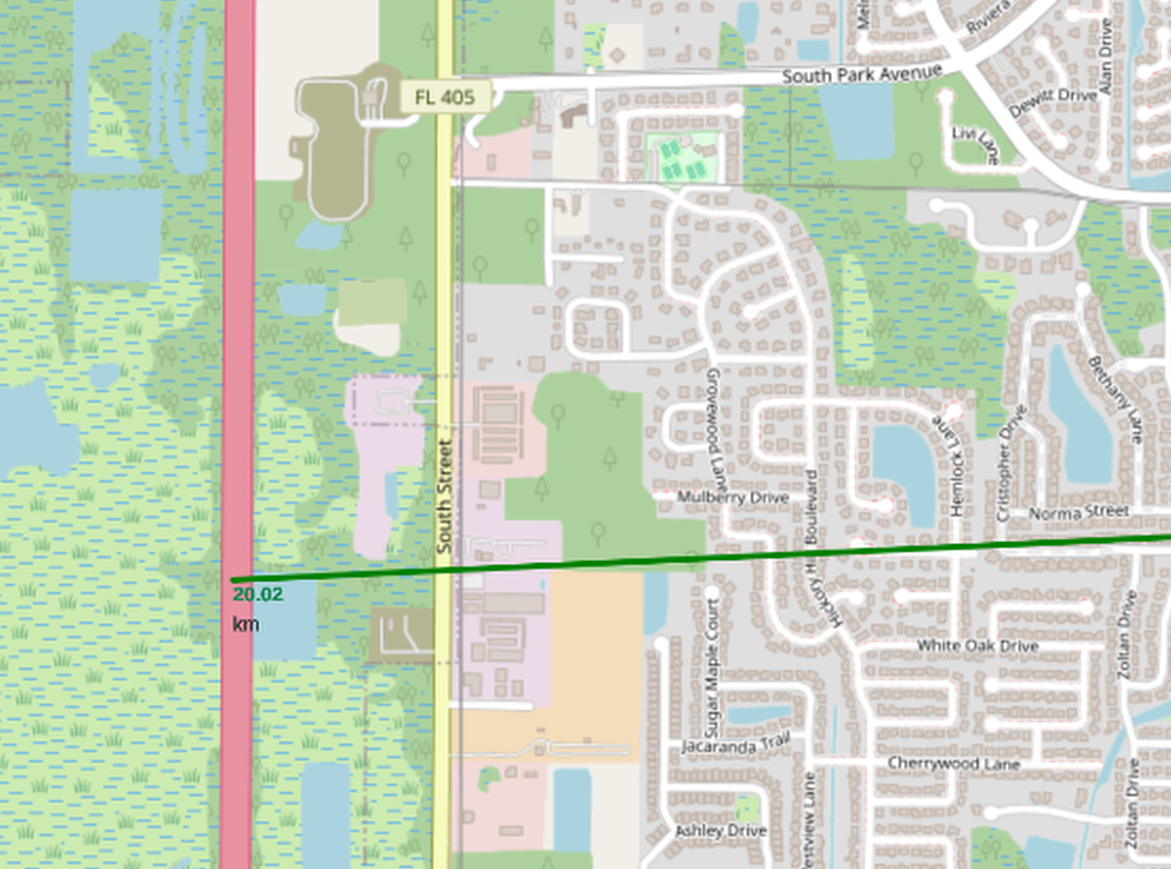 Riviera
Alan Drive
South Park Avenue
FL 405
Dewitt Drive
Livi Lane
Bethany Lane
Grovewood Lane
Hemlock Lane
Cristopher Drive
South Street
Mulberry Drive
Norma Street
Hickory Hill Boulevard
20.02
km
Sugar Maple Court
Zoltan Drive
White Oak Drive
Jacaranda Trail
Cherrywood Lane
Zoltan Drive
Ashley Drive
estview Lane